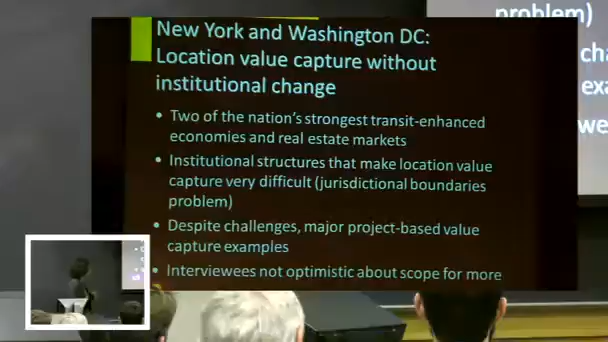 New York and Washington DC:
Location value capture without
institutional change
• Two of the nation's strongest transit-enhanced
economies and real estate markets
• Institutional structures that make location value
capture very difficult (jurisdictional boundaries
problem)
• Despite challenges, major project-based value
capture examples
• Interviewees not optimistic about scope for more
problem)